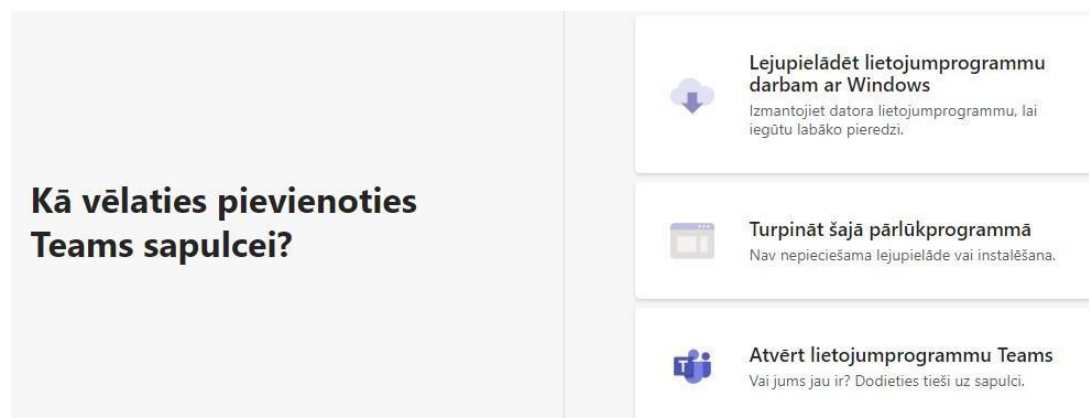 Kā vēlaties pievienoties
Teams sapulcei?
Lejupielādēt lietojumprogrammu
darbam ar Windows
Izmantojiet datora lietojumprogrammu, lai
iegūtu labāko pieredzi.
Turpināt šajā pārlūkprogrammā
Nav nepieciešama lejupielāde vai instalēšana.
Atvērt lietojumprogrammu Teams
Vai jums jau ir? Dodieties tieši uz sapulci.